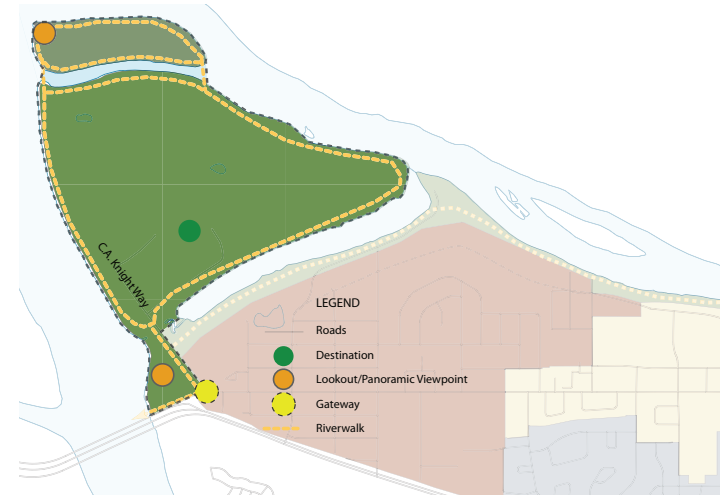 C.A. Knight Way
LEGEND
Roads
Destination
Lookout/Panoramic Viewpoint
Gateway
Riverwalk